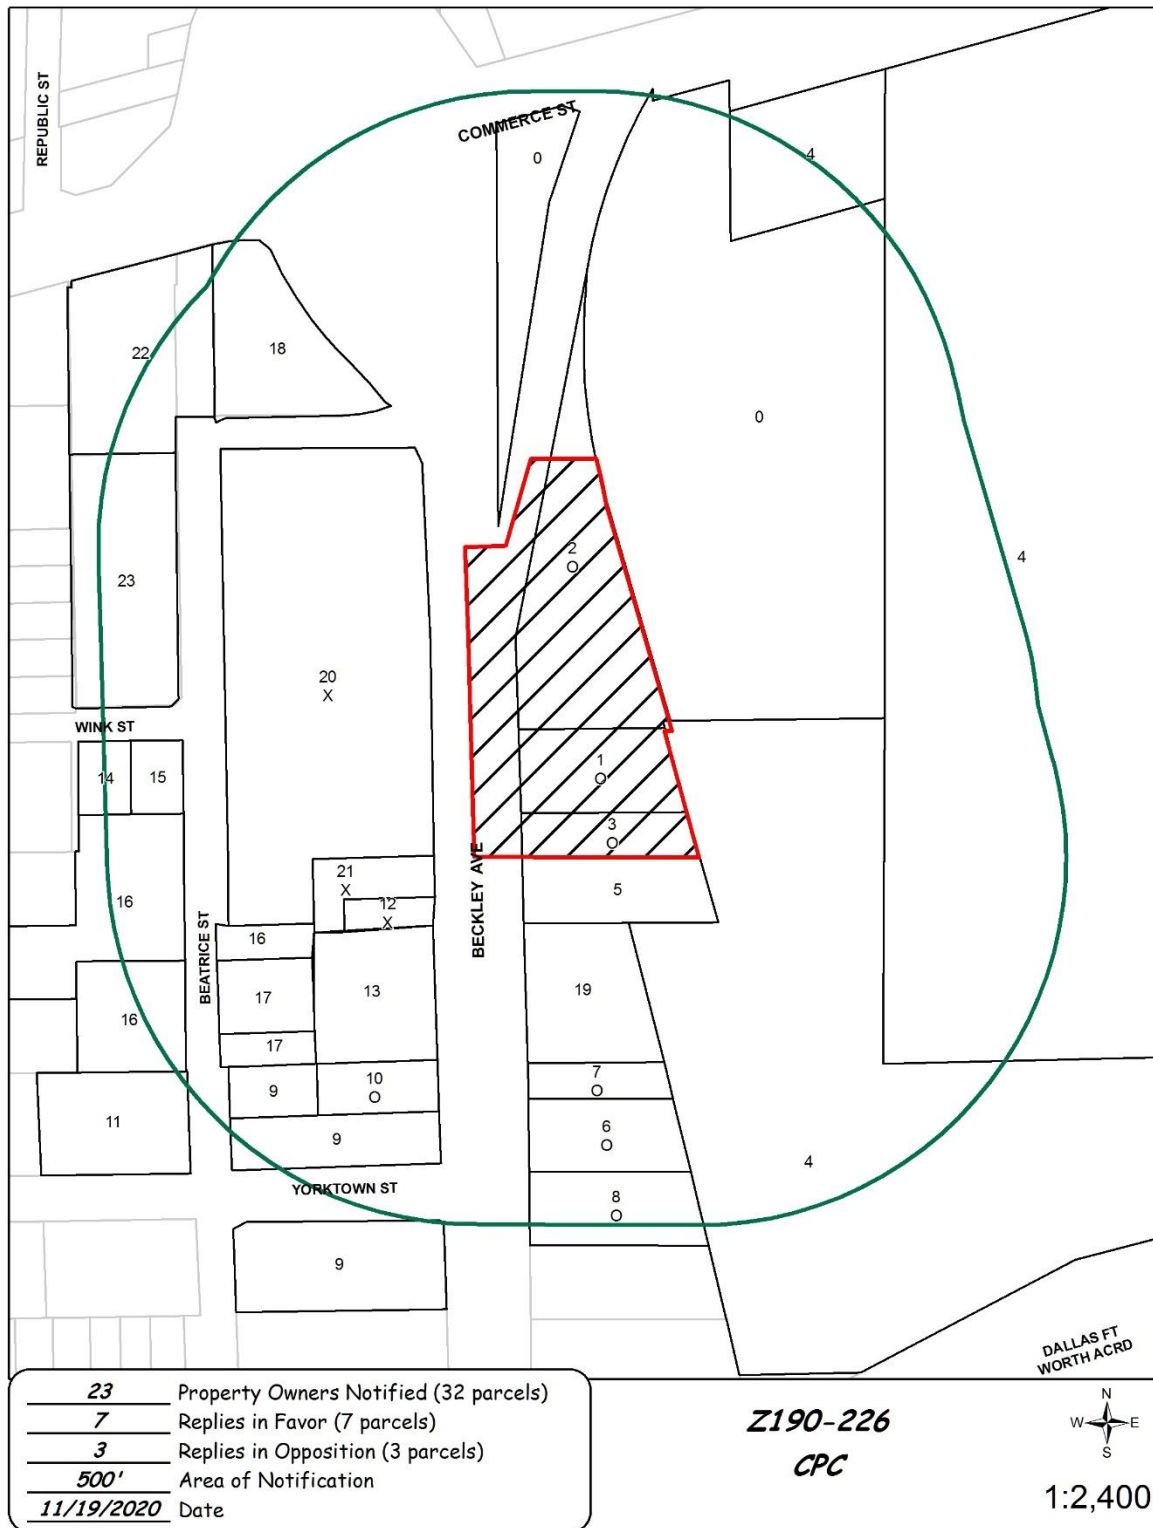 REPUBLIC ST
COMMERCE ST
0
4
22
18
0
2
O
4
23
20
X
WINK ST
14
15
1
O
3
O
BECKLEY AVE
21
X
5
12
X
16
BEATRICE ST
16
17
13
19
16
17
7
O
10
O
9
6
O
11
9
4
YORKTOWN ST
8
O
9
DALLAS FT
WORTH ACRD
23 Property Owners Notified (32 parcels)
7 Replies in Favor (7 parcels)
3 Replies in Opposition (3 parcels)
500' Area of Notification
11/19/2020 Date
Z190-226
CPC
N
W E
S
1:2,400